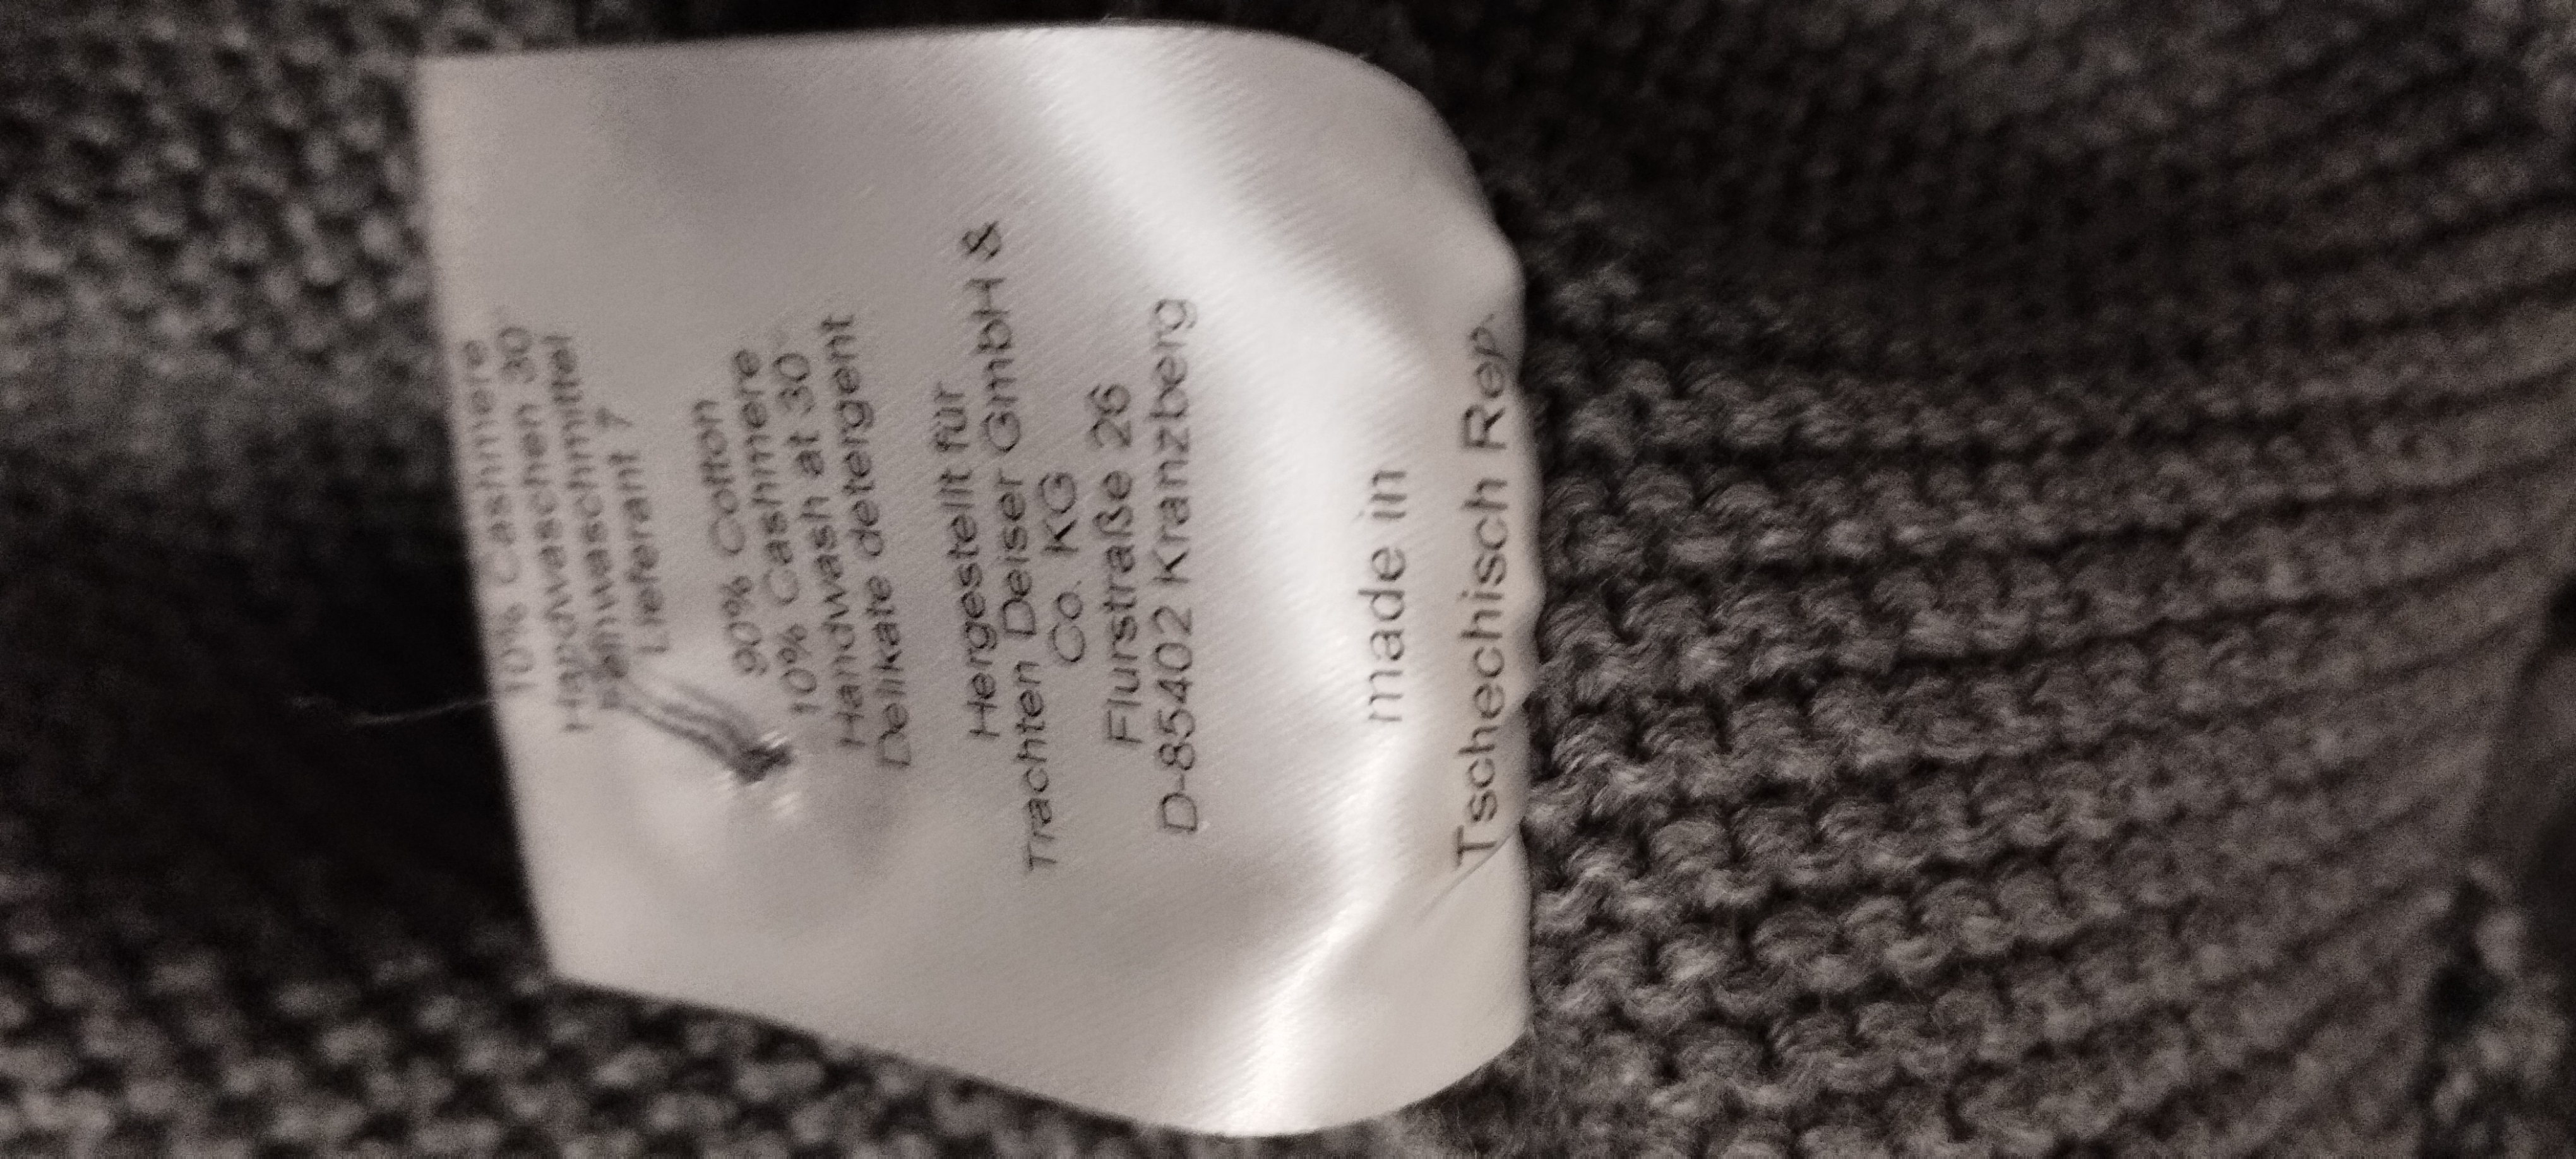 10% Cashmere
Handwaschen 30
Feinwaschmittel
Lieferant 7
90% Cotton
10% Cashmere
Handwash at 30
Delikate detergent
Hergestellt für
Trachten Deiser GmbH &
Co. KG
Flurstraße 26
D-85402 Kranzberg
made in
Tschechisch Rep.